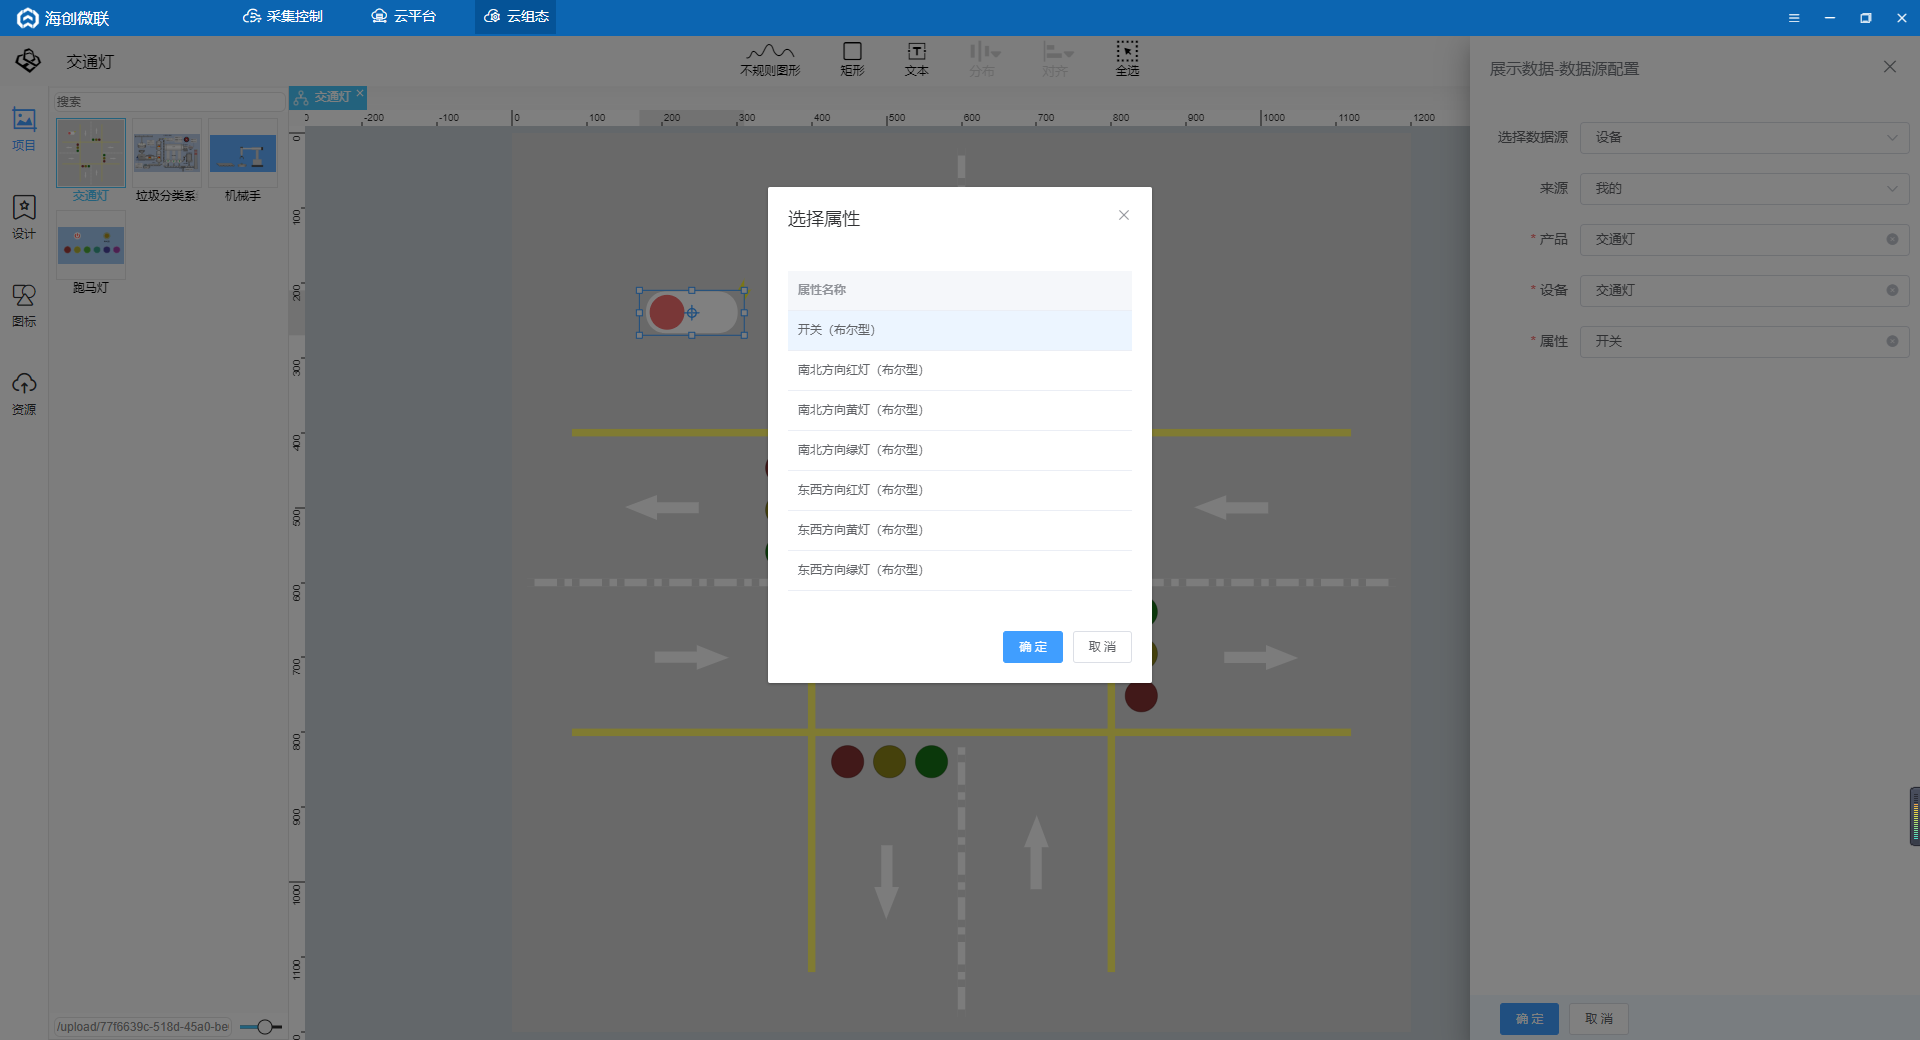 海创微联
采集控制
云平台
云组态
交通灯
不规则图形
矩形
文本
分布
对齐
全选
展示数据-数据源配置
项目
设计
图标
资源
搜索
交通灯
垃圾分类系
机械手
跑马灯
交通灯
-200
-100
0
100
200
300
400
500
600
700
800
900
1000
1100
1200
0
100
200
300
400
500
600
700
800
900
1000
1100
选择属性
属性名称
开关（布尔型）
南北方向红灯（布尔型）
南北方向黄灯（布尔型）
南北方向绿灯（布尔型）
东西方向红灯（布尔型）
东西方向黄灯（布尔型）
东西方向绿灯（布尔型）
确定
取消
选择数据源
设备
来源
我的
* 产品
交通灯
* 设备
交通灯
* 属性
开关
/upload/77f6639c-518d-45a0-be
确定
取消